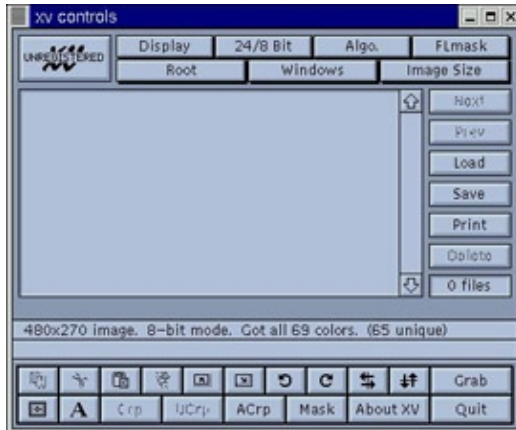 xv controls
UNREGISTERED
Display 24/8 Bit Algo. FLmask
Root Windows Image Size
Next
Prev
Load
Save
Print
Delete
0 files
480x270 image. 8-bit mode. Got all 69 colors. (65 unique)
Grab
A Crp UCrp ACrp Mask About XV Quit